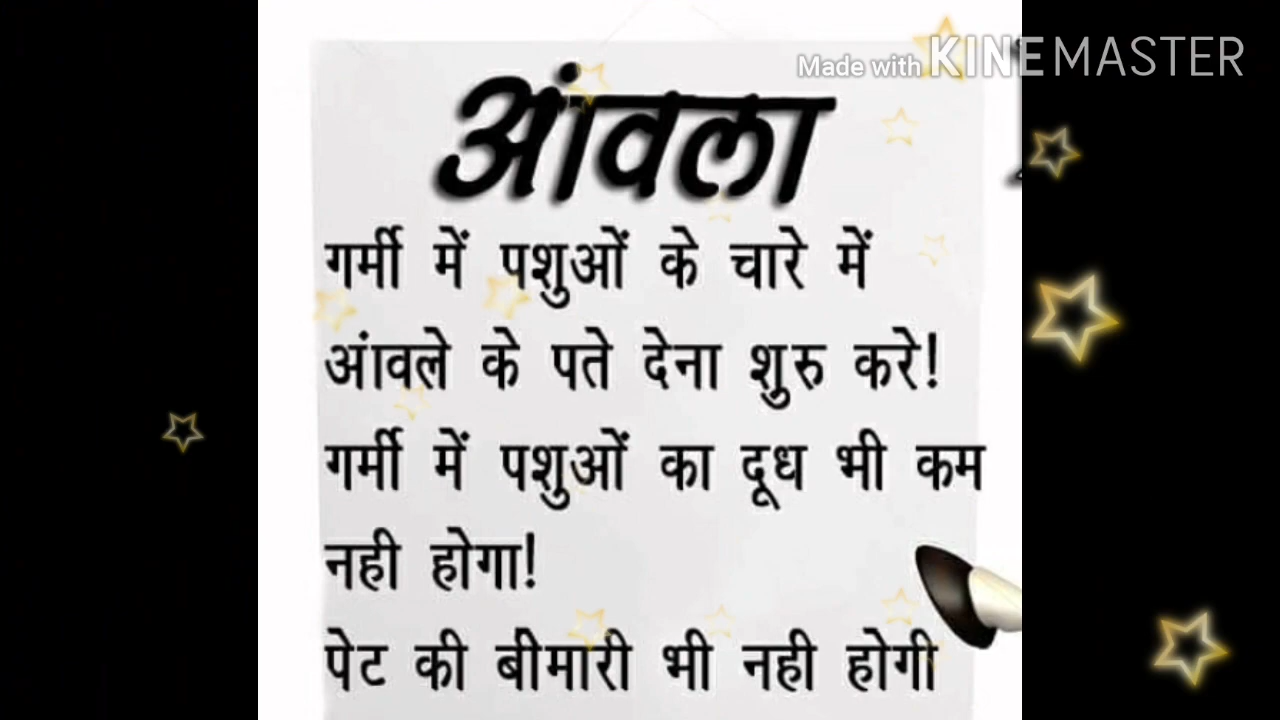 Made with KINEMASTER
आंवला
गर्मी में पशुओं के चारे में
आंवले के पते देना शुरु करे!
गर्मी में पशुओं का दूध भी कम
नही होगा!
पेट की बीमारी भी नही होगी